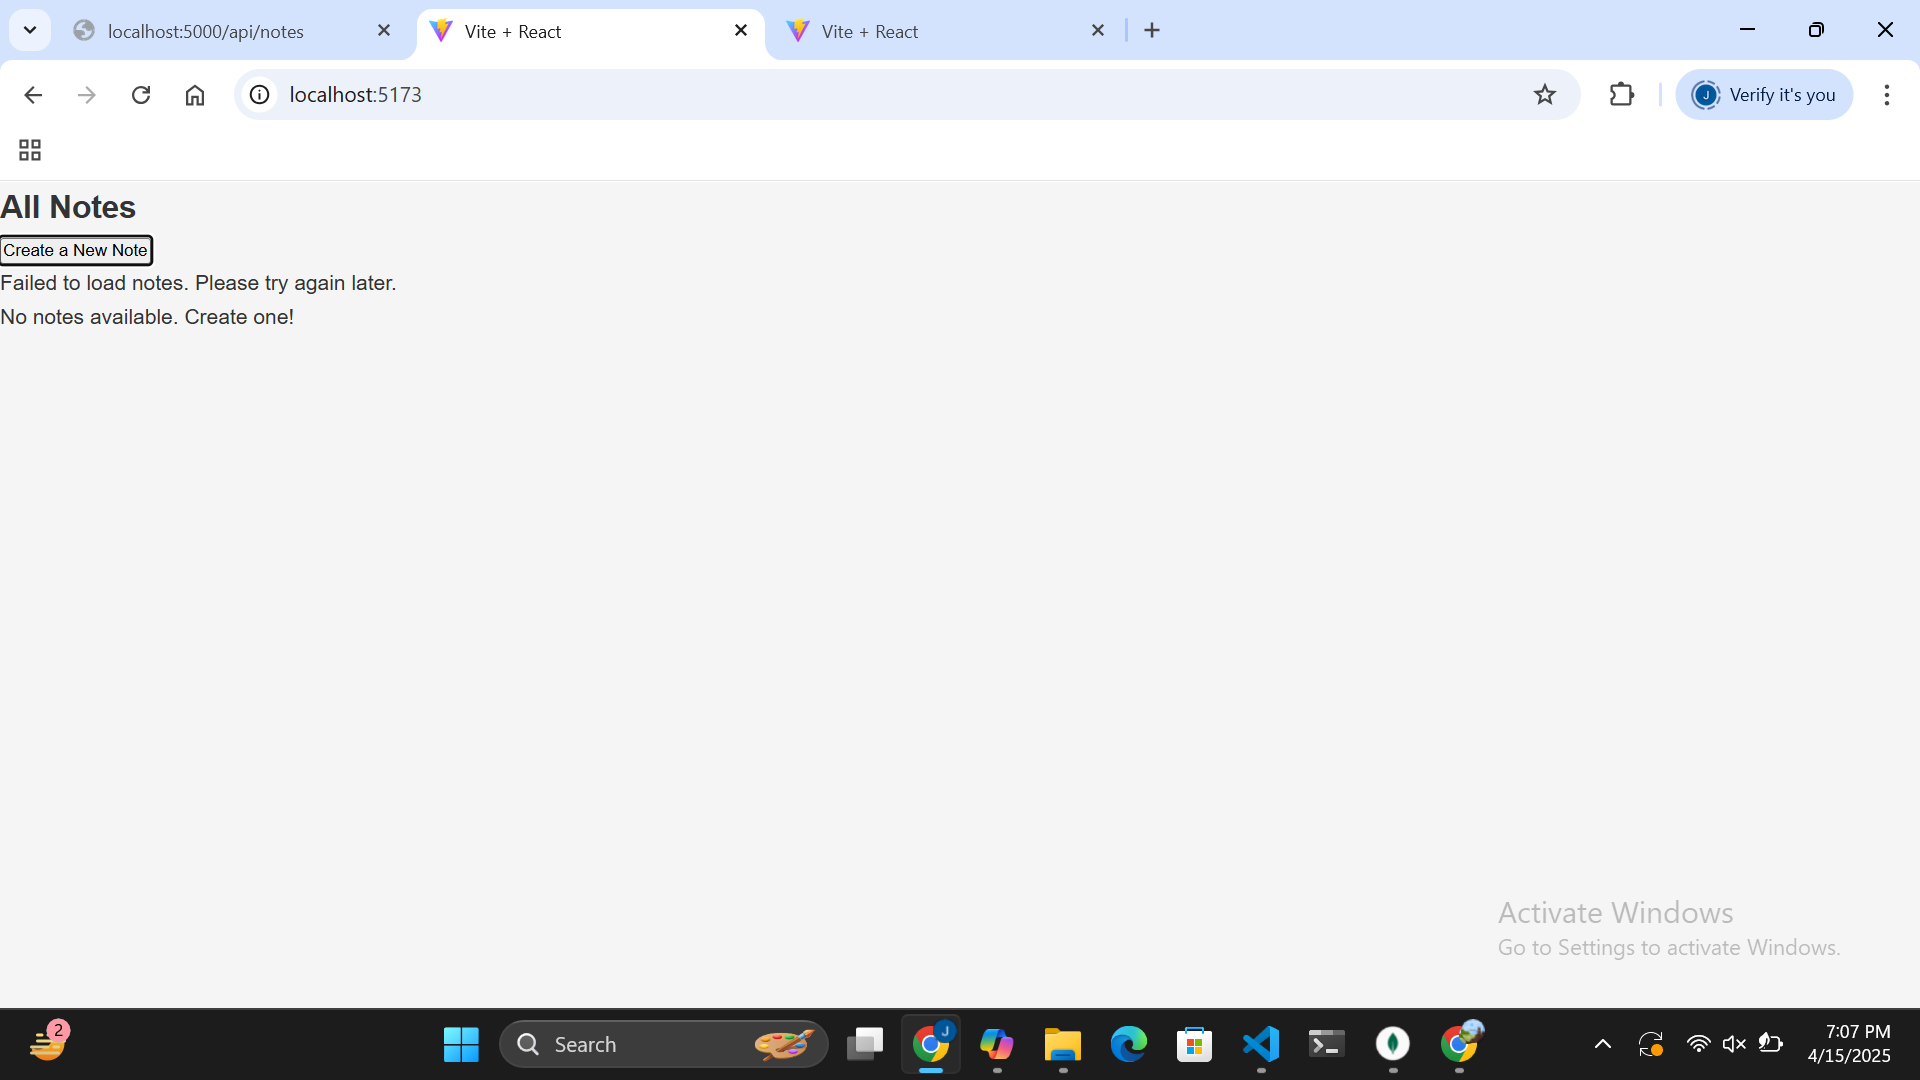 localhost:5000/api/notes
Vite + React
Vite + React
localhost:5173
J
Verify it's you
All Notes
Create a New Note
Failed to load notes. Please try again later.
No notes available. Create one!
Activate Windows
Go to Settings to activate Windows.
2
Search
J
7:07 PM
4/15/2025